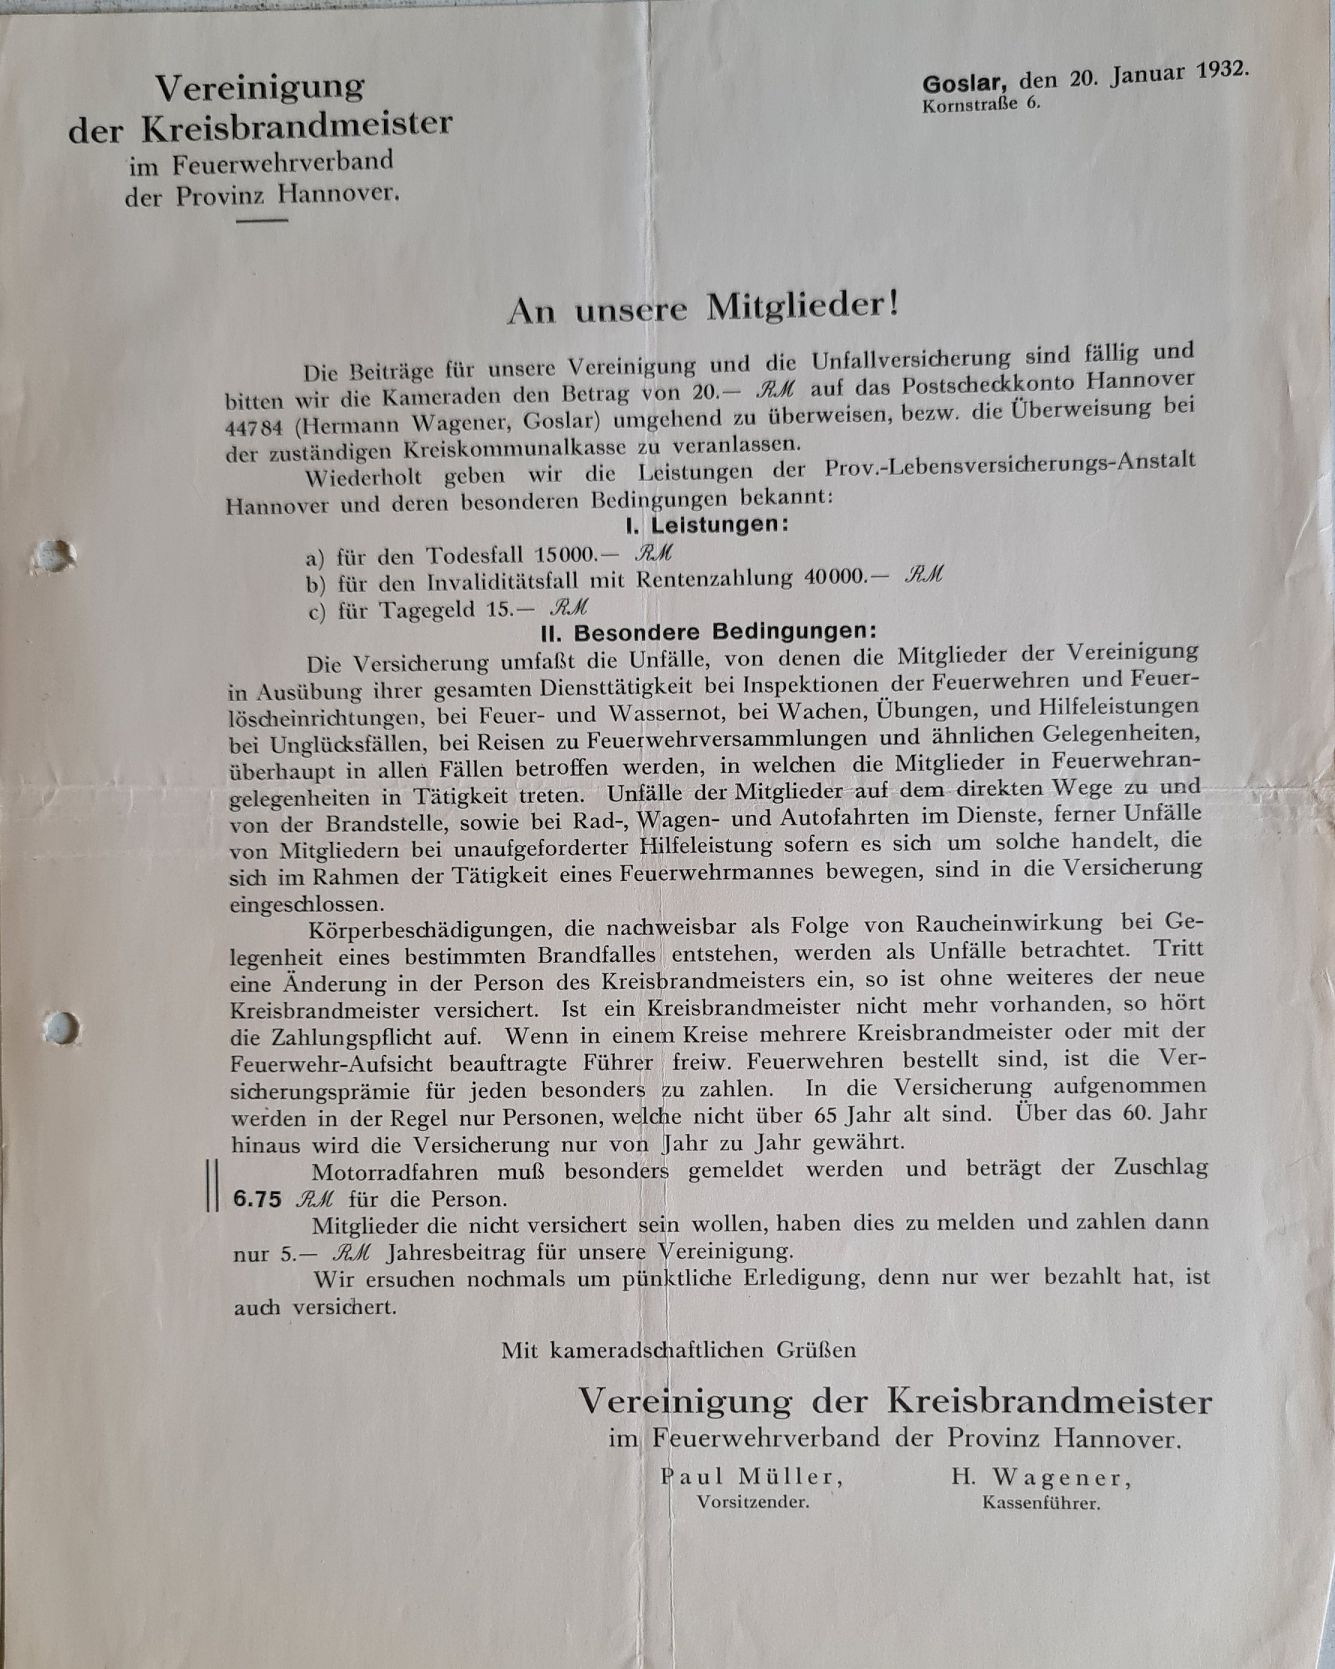 Vereinigung
der Kreisbrandmeister
im Feuerwehrverband
der Provinz Hannover.
Goslar, den 20. Januar 1932.
Kornstraße 6.
An unsere Mitglieder!
Die Beiträge für unsere Vereinigung und die Unfallversicherung sind fällig und
bitten wir die Kameraden den Betrag von 20.— RM auf das Postscheckkonto Hannover
44784 (Hermann Wagener, Goslar) umgehend zu überweisen, bezw. die Überweisung bei
der zuständigen Kreiskommunalkasse zu veranlassen.
Wiederholt geben wir die Leistungen der Prov.-Lebensversicherungs-Anstalt
Hannover und deren besonderen Bedingungen bekannt:
I. Leistungen:
a) für den Todesfall 15000.— RM
b) für den Invaliditätsfall mit Rentenzahlung 40000.— RM
c) für Tagegeld 15.— RM
II. Besondere Bedingungen:
Die Versicherung umfaßt die Unfälle, von denen die Mitglieder der Vereinigung
in Ausübung ihrer gesamten Diensttätigkeit bei Inspektionen der Feuerwehren und Feuer-
löscheinrichtungen, bei Feuer- und Wassernot, bei Wachen, Übungen, und Hilfeleistungen
bei Unglücksfällen, bei Reisen zu Feuerwehrversammlungen und ähnlichen Gelegenheiten,
überhaupt in allen Fällen betroffen werden, in welchen die Mitglieder in Feuerwehran-
gelegenheiten in Tätigkeit treten. Unfälle der Mitglieder auf dem direkten Wege zu und
von der Brandstelle, sowie bei Rad-, Wagen- und Autofahrten im Dienste, ferner Unfälle
von Mitgliedern bei unaufgeforderter Hilfeleistung sofern es sich um solche handelt, die
sich im Rahmen der Tätigkeit eines Feuerwehrmannes bewegen, sind in die Versicherung
eingeschlossen.
Körperbeschädigungen, die nachweisbar als Folge von Raucheinwirkung bei Ge-
legenheit eines bestimmten Brandfalles entstehen, werden als Unfälle betrachtet. Tritt
eine Änderung in der Person des Kreisbrandmeisters ein, so ist ohne weiteres der neue
Kreisbrandmeister versichert. Ist ein Kreisbrandmeister nicht mehr vorhanden, so hört
die Zahlungspflicht auf. Wenn in einem Kreise mehrere Kreisbrandmeister oder mit der
Feuerwehr-Aufsicht beauftragte Führer freiw. Feuerwehren bestellt sind, ist die Ver-
sicherungsprämie für jeden besonders zu zahlen. In die Versicherung aufgenommen
werden in der Regel nur Personen, welche nicht über 65 Jahr alt sind. Über das 60. Jahr
hinaus wird die Versicherung nur von Jahr zu Jahr gewährt.
Motorradfahren muß besonders gemeldet werden und beträgt der Zuschlag
6.75 RM für die Person.
Mitglieder die nicht versichert sein wollen, haben dies zu melden und zahlen dann
nur 5.— RM Jahresbeitrag für unsere Vereinigung.
Wir ersuchen nochmals um pünktliche Erledigung, denn nur wer bezahlt hat, ist
auch versichert.
Mit kameradschaftlichen Grüßen
Vereinigung der Kreisbrandmeister
im Feuerwehrverband der Provinz Hannover.
Paul Müller, H. Wagener,
Vorsitzender. Kassenführer.